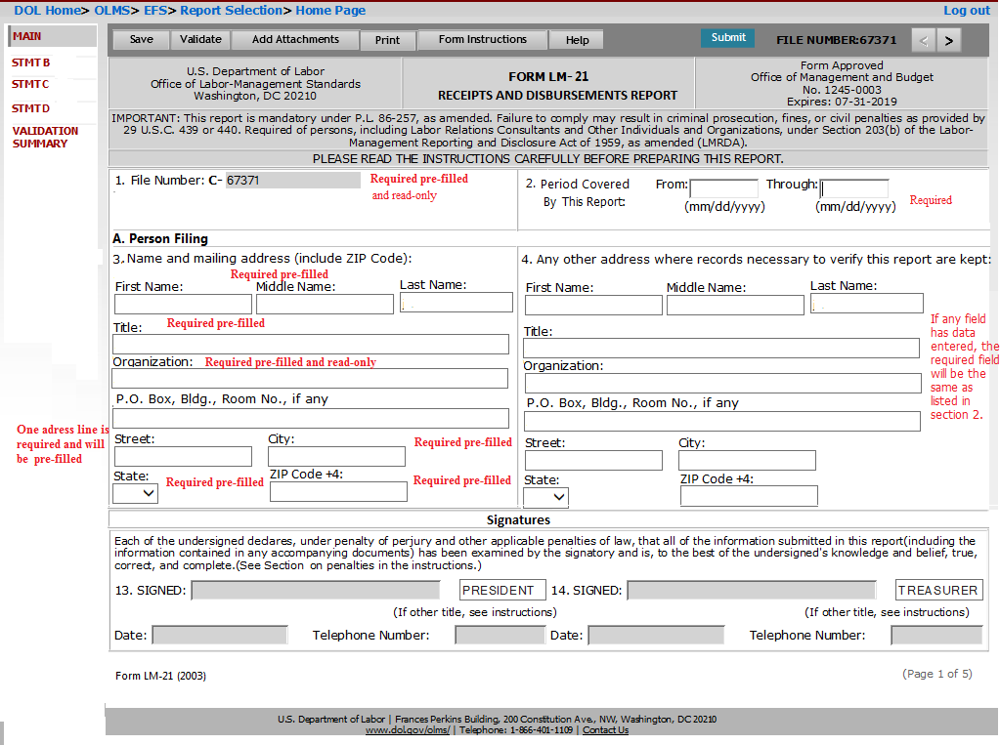 DOL Home> OLMS> EFS> Report Selection> Home Page
Log out
MAIN
STMT B
STMT C
STMT D
VALIDATION
SUMMARY
Save
Validate
Add Attachments
Print
Form Instructions
Help
Submit
FILE NUMBER:67371
<
>
U.S. Department of Labor
Office of Labor-Management Standards
Washington, DC 20210
FORM LM- 21
RECEIPTS AND DISBURSEMENTS REPORT
Form Approved
Office of Management and Budget
No. 1245-0003
Expires: 07-31-2019
IMPORTANT: This report is mandatory under P.L. 86-257, as amended. Failure to comply may result in criminal prosecution, fines, or civil penalties as provided by
29 U.S.C. 439 or 440. Required of persons, including Labor Relations Consultants and Other Individuals and Organizations, under Section 203(b) of the Labor-
Management Reporting and Disclosure Act of 1959, as amended (LMRDA).
PLEASE READ THE INSTRUCTIONS CAREFULLY BEFORE PREPARING THIS REPORT.
1. File Number: C- 67371
Required pre-filled
and read-only
2. Period Covered
By This Report:
From:
(mm/dd/yyyy)
Through:
(mm/dd/yyyy)
Required
A. Person Filing
3. Name and mailing address (include ZIP Code):
Required pre-filled
First Name:
Middle Name:
Last Name:
Title:
Required pre-filled
Organization:
Required pre-filled and read-only
P.O. Box, Bldg., Room No., if any
One adress line is
required and will
be pre-filled
Street:
City:
Required pre-filled
State:
Required pre-filled
ZIP Code +4:
Required pre-filled
4. Any other address where records necessary to verify this report are kept:
First Name:
Middle Name:
Last Name:
Title:
Organization:
P.O. Box, Bldg., Room No., if any
Street:
City:
State:
ZIP Code +4:
If any field
has data
entered, the
required field
will be the
same as
listed in
section 2.
Signatures
Each of the undersigned declares, under penalty of perjury and other applicable penalties of law, that all of the information submitted in this report(including the
information contained in any accompanying documents) has been examined by the signatory and is, to the best of the undersigned's knowledge and belief, true,
correct, and complete.(See Section on penalties in the instructions.)
13. SIGNED:
PRESIDENT
14. SIGNED:
TREASURER
(If other title, see instructions)
(If other title, see instructions)
Date:
Telephone Number:
Date:
Telephone Number:
Form LM-21 (2003)
(Page 1 of 5)
U.S. Department of Labor | Frances Perkins Building, 200 Constitution Ave., NW, Washington, DC 20210
www.dol.gov/olms/ | Telephone: 1-866-401-1109 | Contact Us